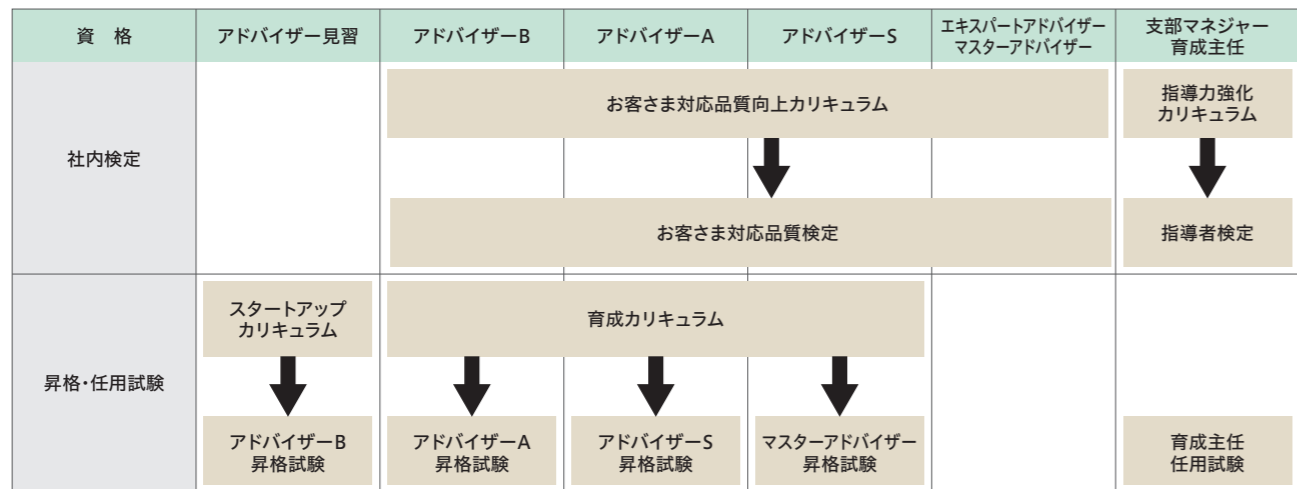 資 格
アドバイザー見習
アドバイザーB
アドバイザーA
アドバイザーS
エキスパートアドバイザー
マスターアドバイザー
支部マネジャー
育成主任
社内検定
お客さま対応品質向上カリキュラム
指導力強化
カリキュラム
お客さま対応品質検定
指導者検定
昇格・任用試験
スタートアップ
カリキュラム
育成カリキュラム
アドバイザーB
昇格試験
アドバイザーA
昇格試験
アドバイザーS
昇格試験
マスターアドバイザー
昇格試験
育成主任
任用試験